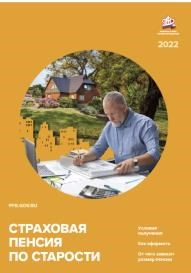 2022
PFR.GOV.RU
СТРАХОВАЯ
ПЕНСИЯ
ПО СТАРОСТИ
Условия
получения
Как оформить
От чего зависит
размер пенсии